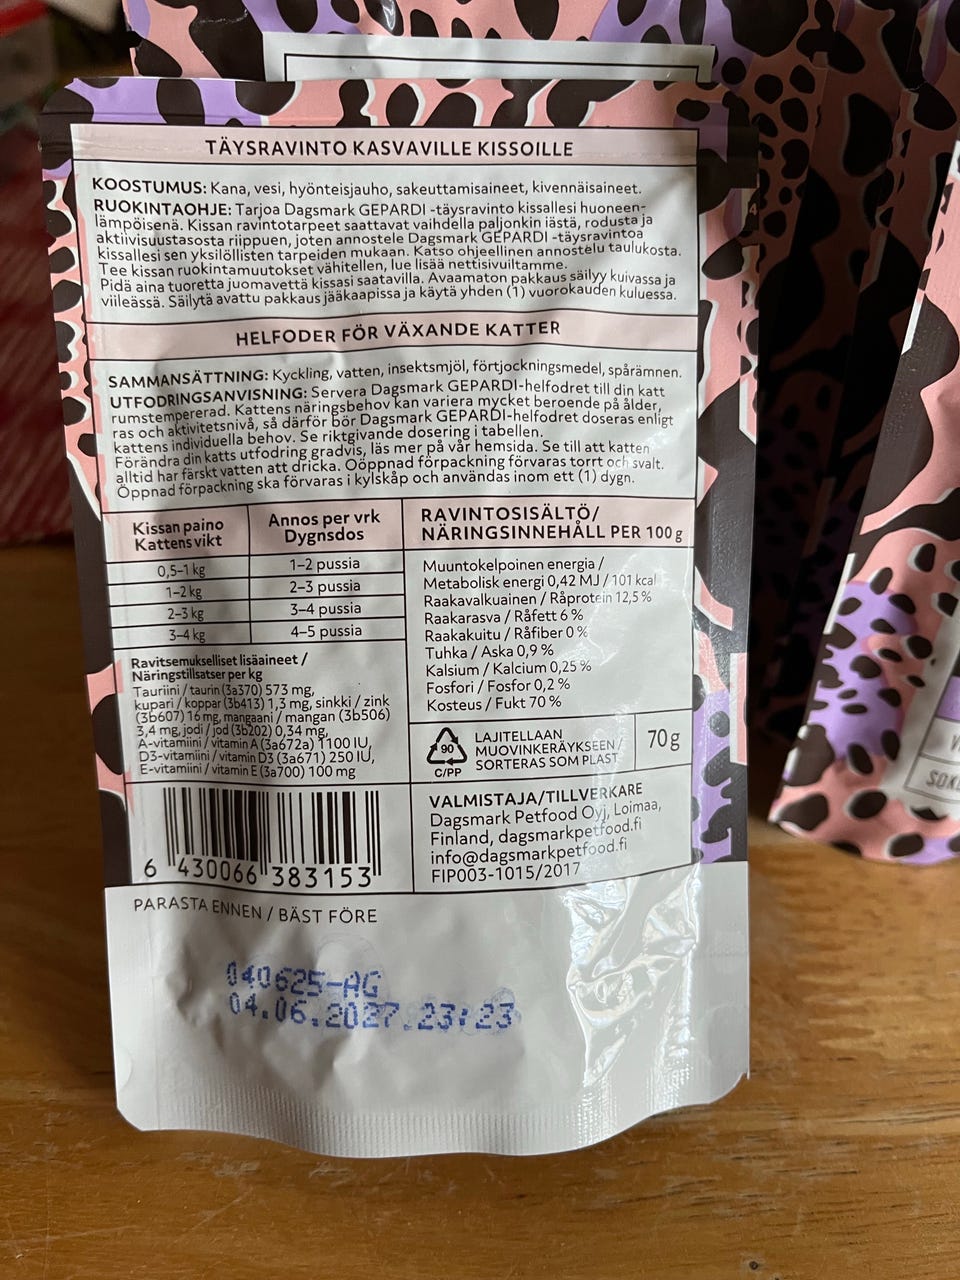 TÄYSRAVINTO KASVAVILLE KISSOILLE
KOOSTUMUS: Kana, vesi, hyönteisjauho, sakeuttamisaineet, kivennäisaineet.
RUOKINTAOHJE: Tarjoa Dagsmark GEPARDI -täysravinto kissallesi huoneen-
lämpöisenä. Kissan ravintotarpeet saattavat vaihdella paljonkin iästä, rodusta ja
aktiivisuustasosta riippuen, joten annostele Dagsmark GEPARDI -täysravintoa
kissallesi sen yksilöllisten tarpeiden mukaan. Katso ohjeellinen annostelu taulukosta.
Tee kissan ruokintamuutokset vähitellen, lue lisää nettisivuiltamme.
Pidä aina tuoretta juomavettä kissasi saatavilla. Avaamaton pakkaus säilyy kuivassa ja
viileässä. Säilytä avattu pakkaus jääkaapissa ja käytä yhden (1) vuorokauden kuluessa.
HELFODER FÖR VÄXANDE KATTER
SAMMANSÄTTNING: Kyckling, vatten, insektsmjöl, förtjockningsmedel, spårämnen.
UTFODRINGSANVISNING: Servera Dagsmark GEPARDI-helfodret till din katt
rumstempererad. Kattens näringsbehov kan variera mycket beroende på ålder,
ras och aktivitetsnivå, så därför bör Dagsmark GEPARDI-helfodret doseras enligt
kattens individuella behov. Se riktgivande dosering i tabellen.
Förändra din katts utfodring gradvis, läs mer på vår hemsida. Se till att katten
alltid har färskt vatten att dricka. Oöppnad förpackning förvaras torrt och svalt.
Öppnad förpackning ska förvaras i kylskåp och användas inom ett (1) dygn.
Kissan paino
Kattens vikt
Annos per vrk
Dygnsdos
0,5-1 kg
1-2 pussia
1-2 kg
2-3 pussia
2-3 kg
3-4 pussia
3-4 kg
4-5 pussia
Ravitsemukselliset lisäaineet /
Näringstillsatser per kg
Tauriini / taurin (3a370) 573 mg,
kupari / koppar (3b413) 1,3 mg, sinkki / zink
(3b607) 16 mg, mangaani / mangan (3b506)
3,4 mg, jodi / jod (3b202) 0,34 mg,
A-vitamiini / vitamin A (3a672a) 1100 IU,
D3-vitamiini / vitamin D3 (3a671) 250 IU,
E-vitamiini / vitamin E (3a700) 100 mg
RAVINTOSISÄLTÖ/
NÄRINGSINNEHÅLL PER 100 g
Muuntokelpoinen energia /
Metabolisk energi 0,42 MJ / 101 kcal
Raakavalkuainen / Råprotein 12,5 %
Raakarasva / Råfett 6 %
Raakakuitu / Råfiber 0 %
Tuhka / Aska 0,9 %
Kalsium / Kalcium 0,25 %
Fosfori / Fosfor 0,2 %
Kosteus / Fukt 70 %
90
C/PP
LAJITELLAAN
MUOVINKERÄYKSEEN /
SORTERAS SOM PLAST
70 g
VALMISTAJA/TILLVERKARE
Dagsmark Petfood Oyj, Loimaa,
Finland, dagsmarkpetfood.fi
info@dagsmarkpetfood.fi
FIP003-1015/2017
6 430066 383153
PARASTA ENNEN / BÄST FÖRE
040625-AG
04.06.2027.23:23